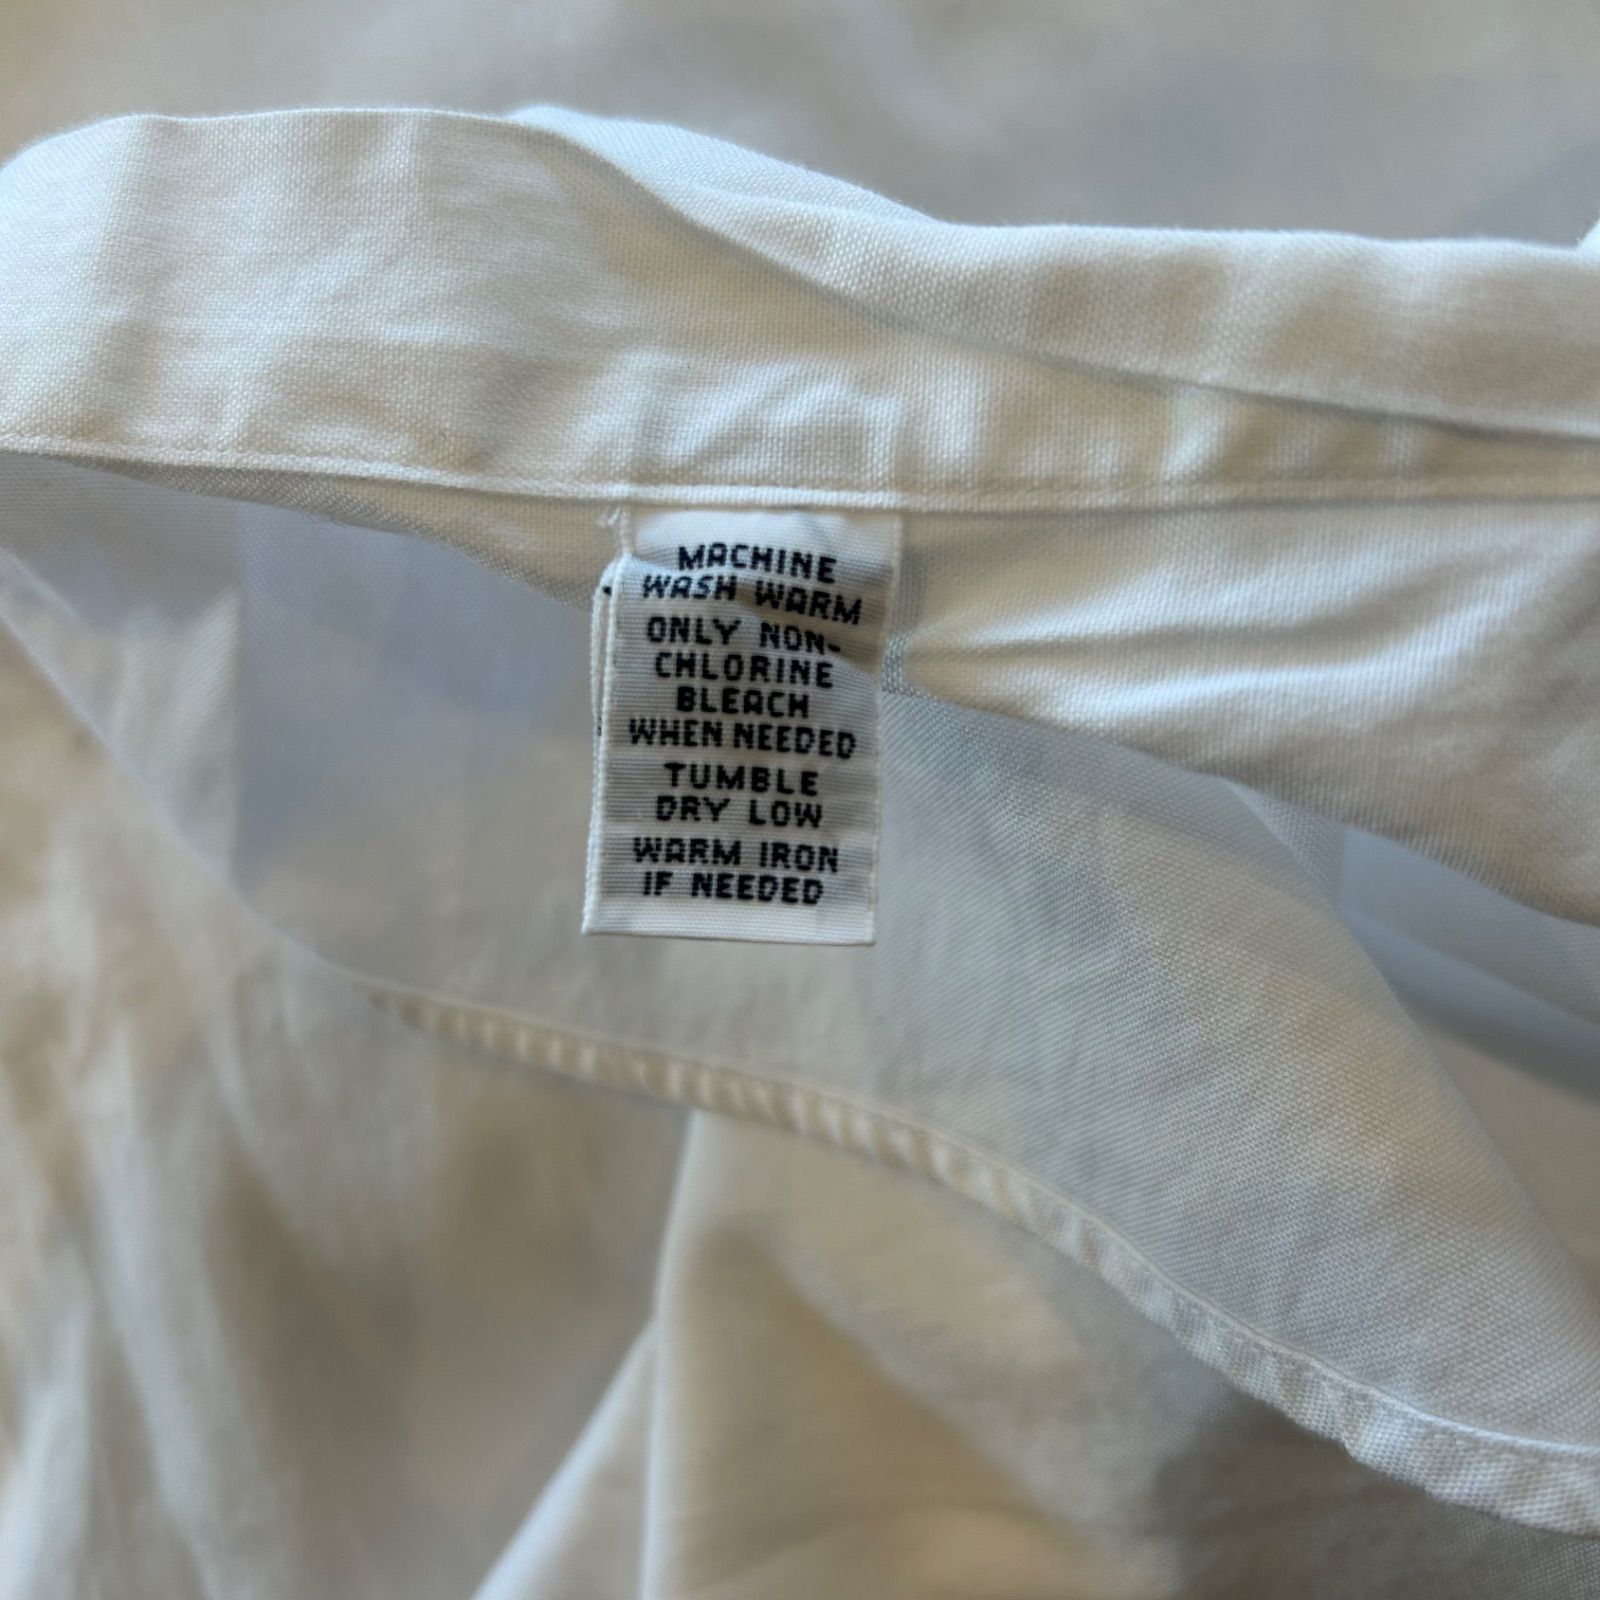 MACHINE
WASH WARM
ONLY NON-
CHLORINE
BLEACH
WHEN NEEDED
TUMBLE
DRY LOW
WARM IRON
IF NEEDED